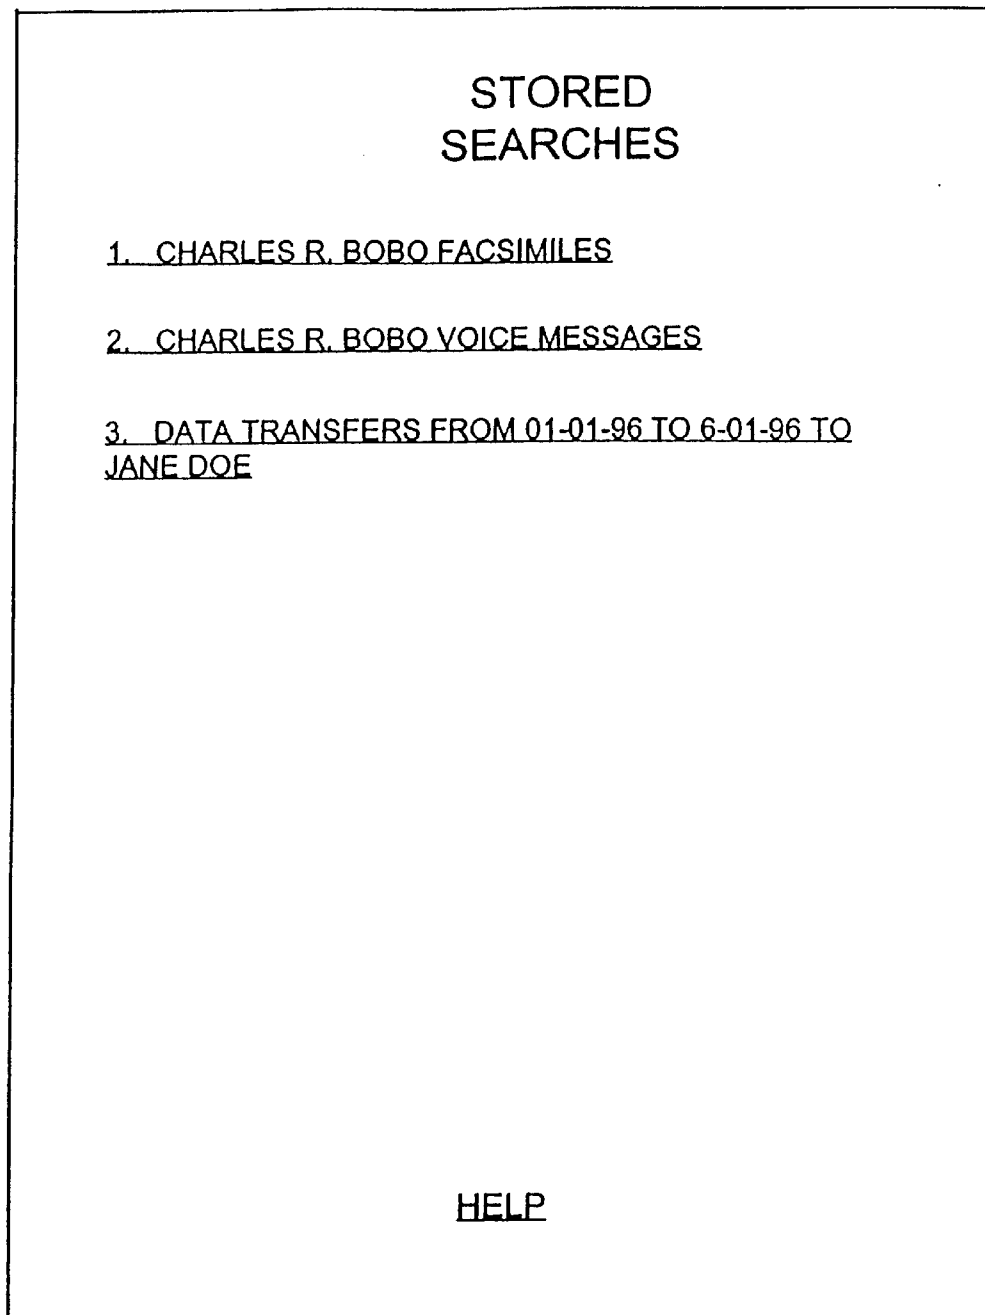 STORED
SEARCHES
1. CHARLES R. BOBO FACSIMILES
2. CHARLES R. BOBO VOICE MESSAGES
3. DATA TRANSFERS FROM 01-01-96 TO 6-01-96 TO
JANE DOE
HELP